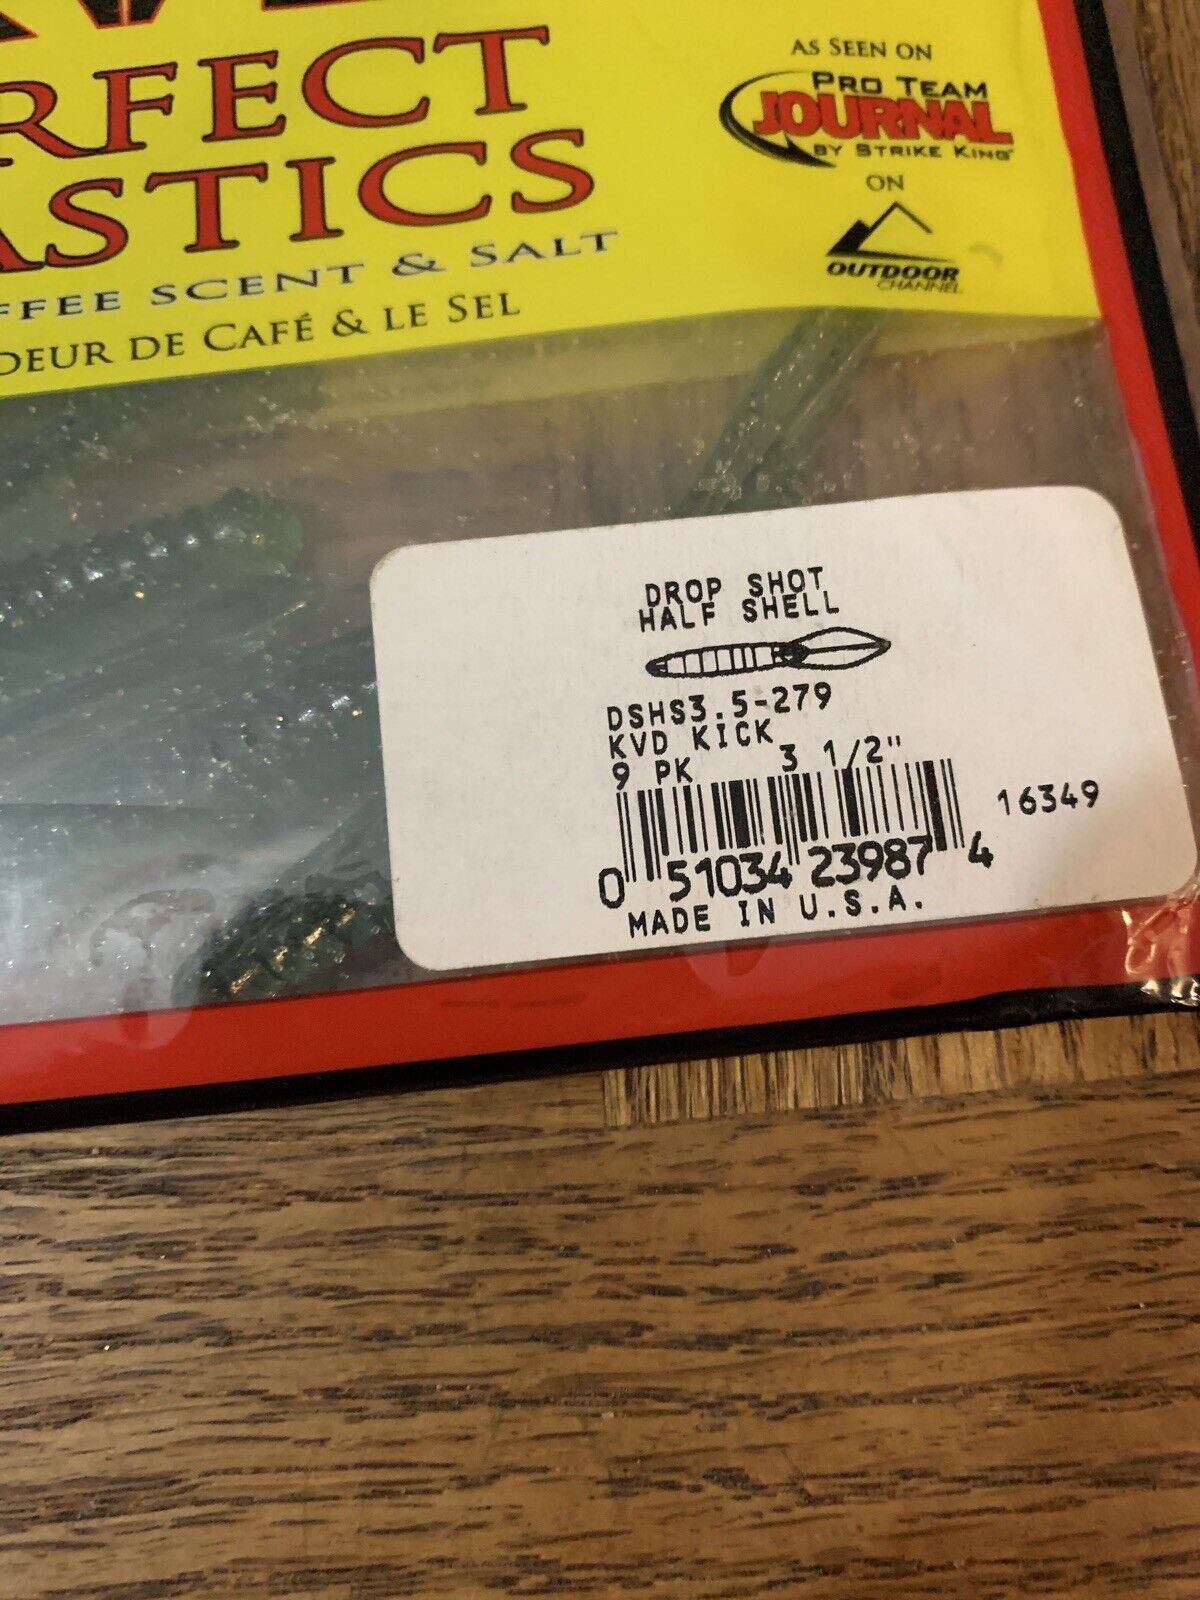 AS SEEN ON
PRO TEAM
JOURNAL
BY STRIKE KING
ON
OUTDOOR
CHANNEL
RFECT
ASTICS
FFEE SCENT & SALT
DEUR DE CAFÉ & LE SEL
DROP SHOT
HALF SHELL
DSHS3.5-279
KVD KICK
9 PK 3 1/2"
16349
0 51034 23987 4
MADE IN U.S.A.